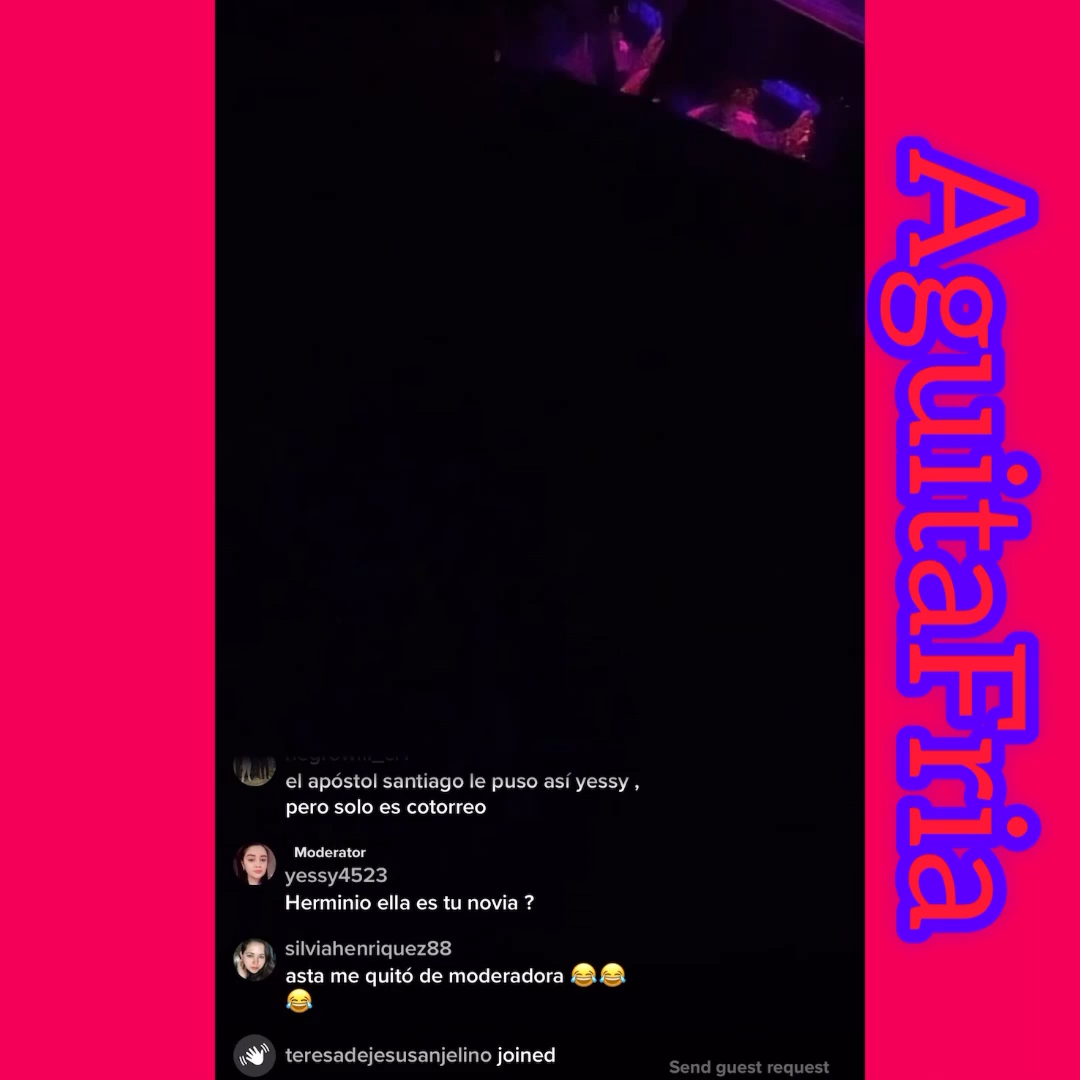 el apóstol santiago le puso así yessy ,
pero solo es cotorreo
Moderator
yessy4523
Herminio ella es tu novia ?
silviahenriquez88
asta me quitó de moderadora 😂😂
😂
teresadejesusanjelino joined
Send guest request
AguitaFria